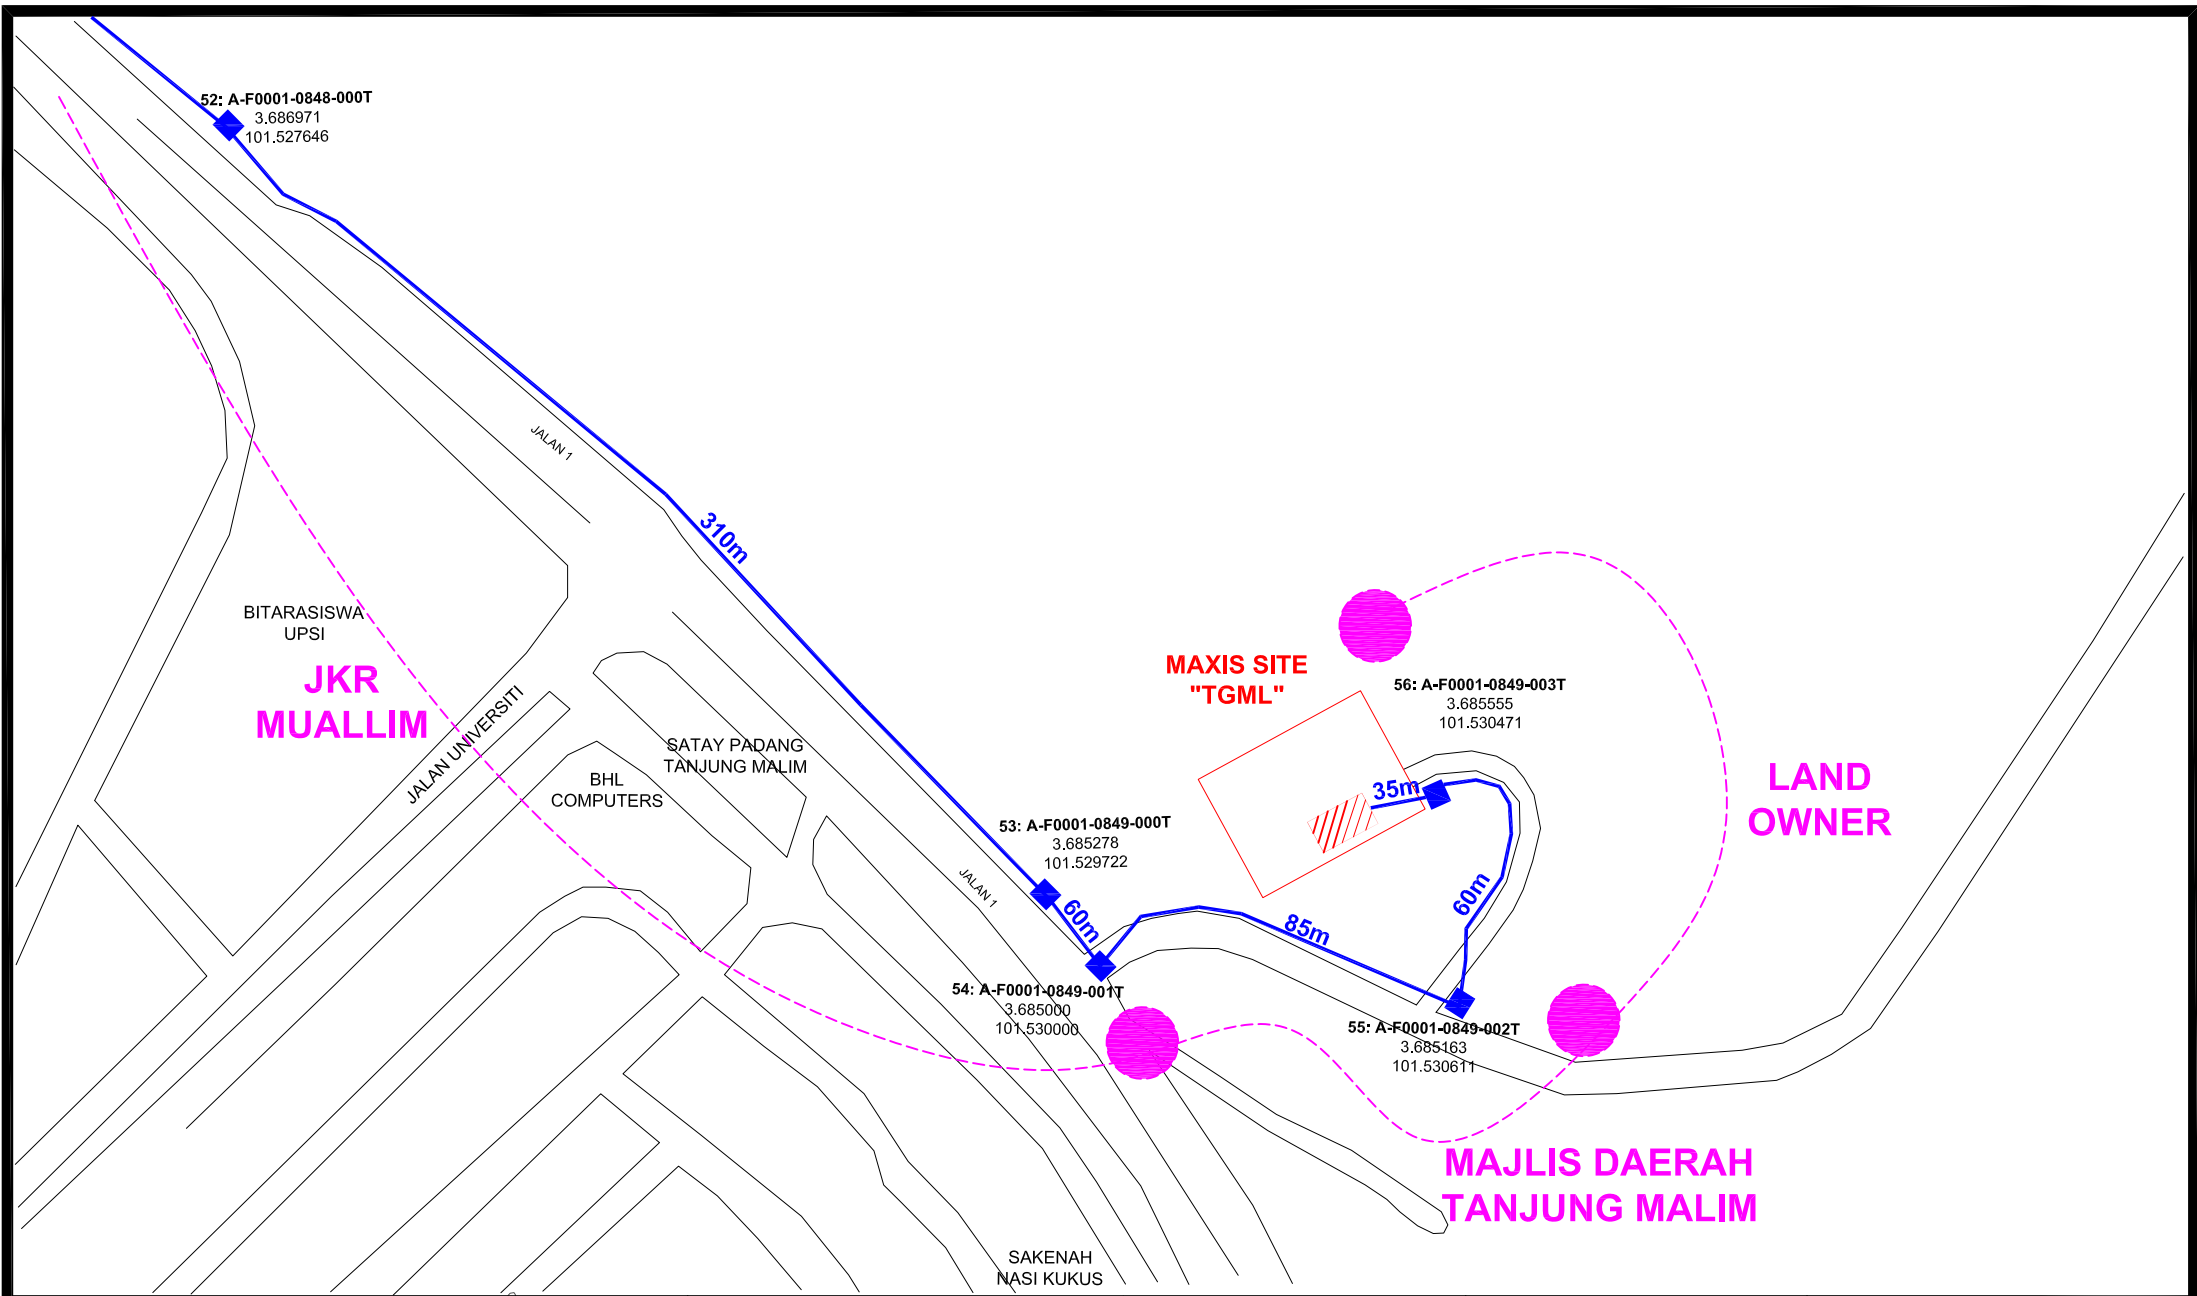 52: A-F0001-0848-000T
3.686971
101.527646
JALAN 1
310m
BITARASISWA
UPSI
JKR
MUALLIM
JALAN UNIVERSITI
SATAY PADANG
TANJUNG MALIM
BHL
COMPUTERS
MAXIS SITE
"TGML"
56: A-F0001-0849-003T
3.685555
101.530471
35m
LAND
OWNER
53: A-F0001-0849-000T
3.685278
101.529722
JALAN 1
60m
85m
60m
54: A-F0001-0849-001T
3.685000
101.530000
55: A-F0001-0849-002T
3.685163
101.530611
MAJLIS DAERAH
TANJUNG MALIM
SAKENAH
NASI KUKUS